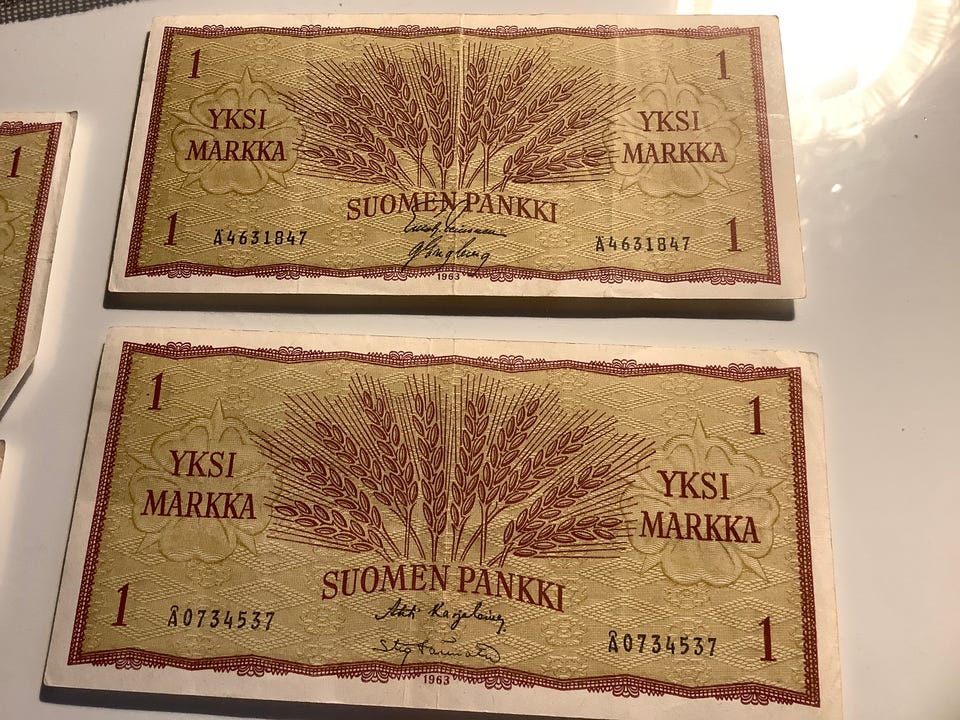 1 1
YKSI MARKKA
YKSI MARKKA
SUOMEN PANKKI
1 1
Ä4631847 Ä4631847
1963
1
1 1
YKSI MARKKA
YKSI MARKKA
SUOMEN PANKKI
1 1
Å0734537 Å0734537
1963